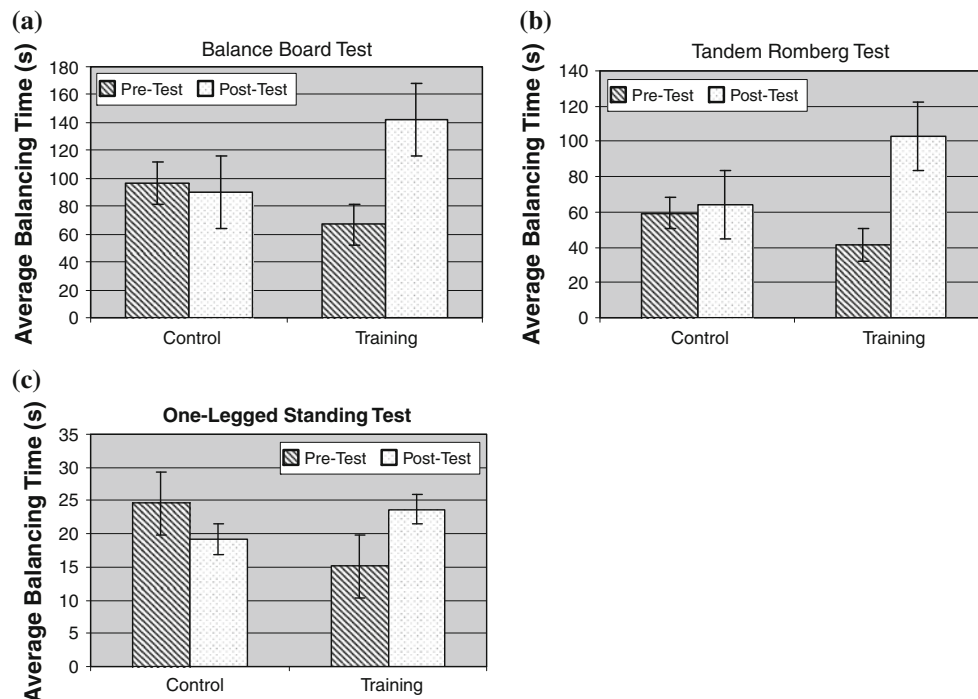 (a)
Balance Board Test
Average Balancing Time (s)
180
160
140
120
100
80
60
40
20
0
Pre-Test Post-Test
Control Training
(b)
Tandem Romberg Test
Average Balancing Time (s)
140
120
100
80
60
40
20
0
Pre-Test Post-Test
Control Training
(c)
One-Legged Standing Test
Average Balancing Time (s)
35
30
25
20
15
10
5
0
Pre-Test Post-Test
Control Training